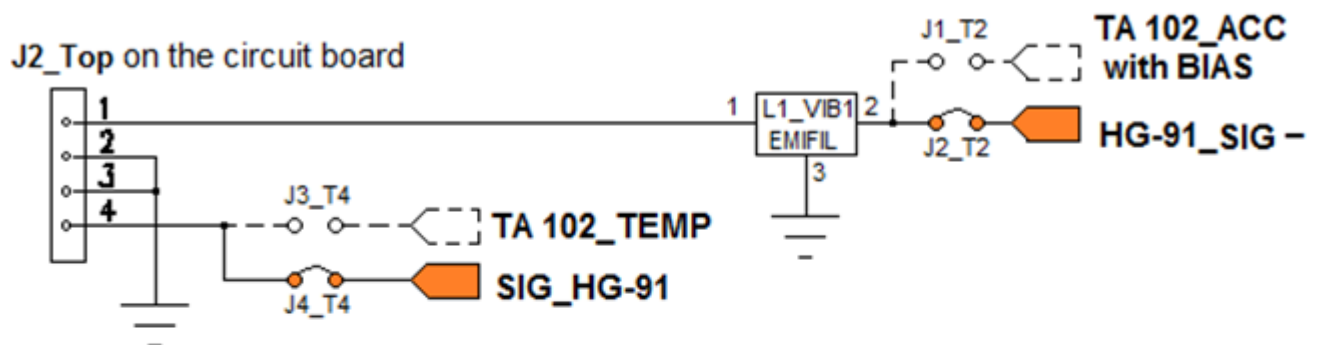 J1_T2
TA 102_ACC
with BIAS
J2_Top on the circuit board
1
2
3
4
1
L1_VIB1
EMIFIL
2
3
J2_T2
HG-91_SIG –
J3_T4
TA 102_TEMP
J4_T4
SIG_HG-91